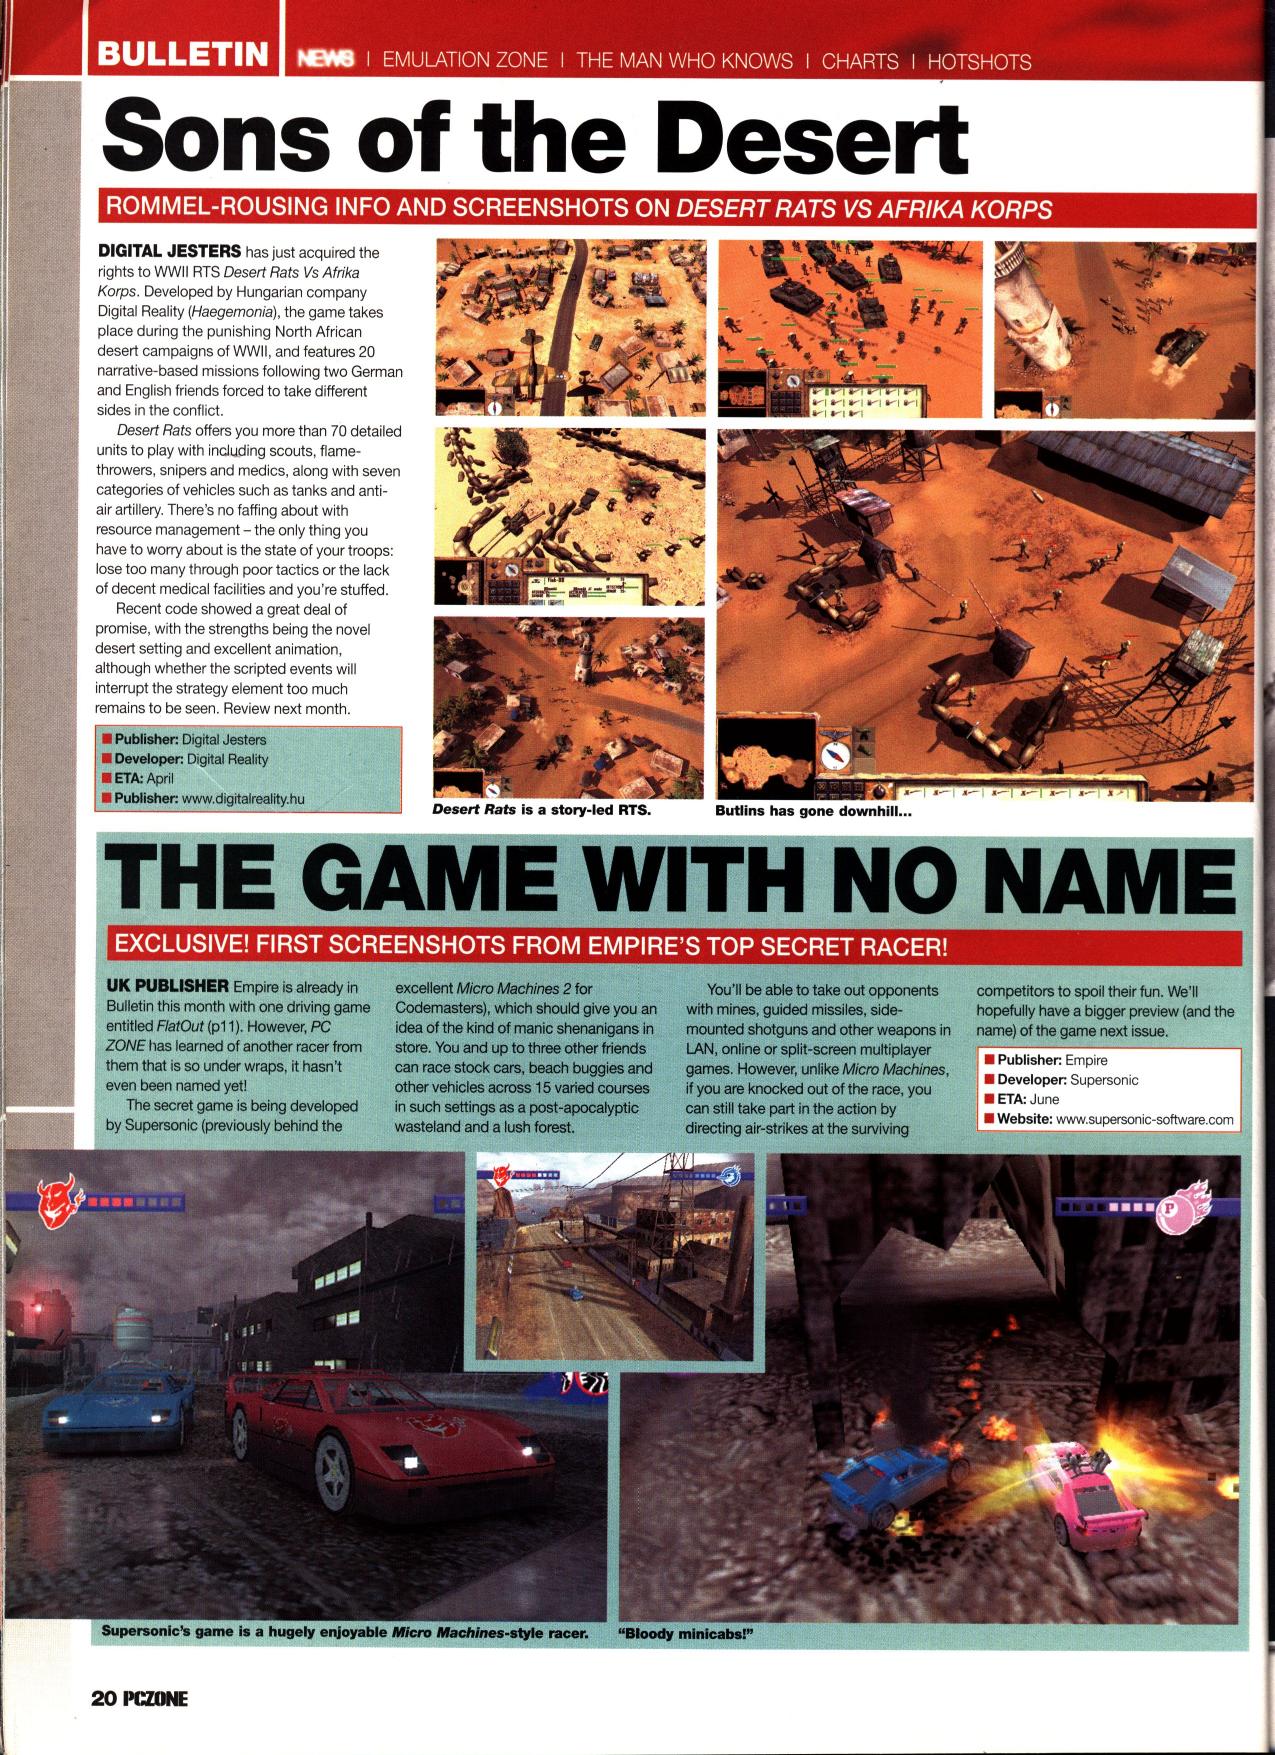 BULLETIN
NEWS | EMULATION ZONE | THE MAN WHO KNOWS | CHARTS | HOTSHOTS
Sons of the Desert
ROMMEL-ROUSING INFO AND SCREENSHOTS ON DESERT RATS VS AFRIKA KORPS
DIGITAL JESTERS has just acquired the
rights to WWII RTS Desert Rats Vs Afrika
Korps. Developed by Hungarian company
Digital Reality (Haegemonia), the game takes
place during the punishing North African
desert campaigns of WWII, and features 20
narrative-based missions following two German
and English friends forced to take different
sides in the conflict.
Desert Rats offers you more than 70 detailed
units to play with including scouts, flame-
throwers, snipers and medics, along with seven
categories of vehicles such as tanks and anti-
air artillery. There's no faffing about with
resource management – the only thing you
have to worry about is the state of your troops:
lose too many through poor tactics or the lack
of decent medical facilities and you're stuffed.
Recent code showed a great deal of
promise, with the strengths being the novel
desert setting and excellent animation,
although whether the scripted events will
interrupt the strategy element too much
remains to be seen. Review next month.
Publisher: Digital Jesters
Developer: Digital Reality
ETA: April
Publisher: www.digitalreality.hu
Desert Rats is a story-led RTS.
Butlins has gone downhill...
THE GAME WITH NO NAME
EXCLUSIVE! FIRST SCREENSHOTS FROM EMPIRE'S TOP SECRET RACER!
UK PUBLISHER Empire is already in
Bulletin this month with one driving game
entitled FlatOut (p11). However, PC
ZONE has learned of another racer from
them that is so under wraps, it hasn't
even been named yet!
The secret game is being developed
by Supersonic (previously behind the
excellent Micro Machines 2 for
Codemasters), which should give you an
idea of the kind of manic shenanigans in
store. You and up to three other friends
can race stock cars, beach buggies and
other vehicles across 15 varied courses
in such settings as a post-apocalyptic
wasteland and a lush forest.
You'll be able to take out opponents
with mines, guided missiles, side-
mounted shotguns and other weapons in
LAN, online or split-screen multiplayer
games. However, unlike Micro Machines,
if you are knocked out of the race, you
can still take part in the action by
directing air-strikes at the surviving
competitors to spoil their fun. We'll
hopefully have a bigger preview (and the
name) of the game next issue.
Publisher: Empire
Developer: Supersonic
ETA: June
Website: www.supersonic-software.com
P
Supersonic's game is a hugely enjoyable Micro Machines-style racer.
"Bloody minicabs!"
20 PCZONE